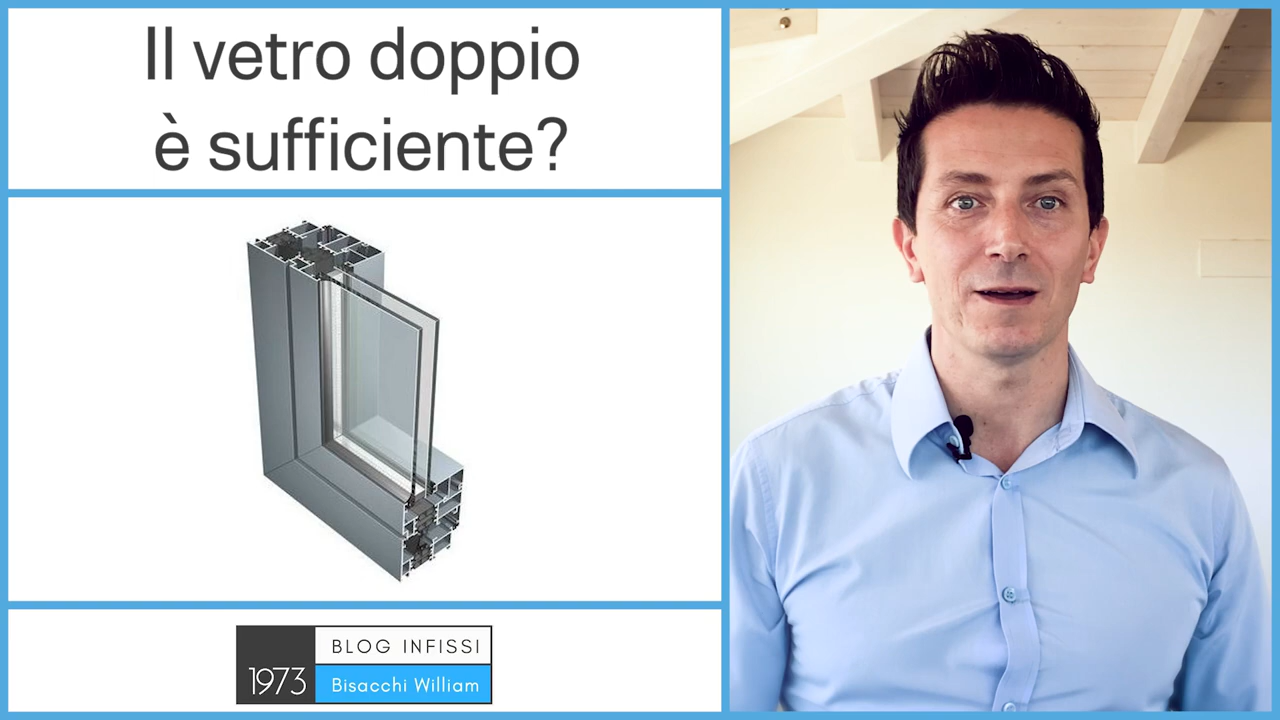 Il vetro doppio
è sufficiente?
1973
BLOG INFISSI
Bisacchi William